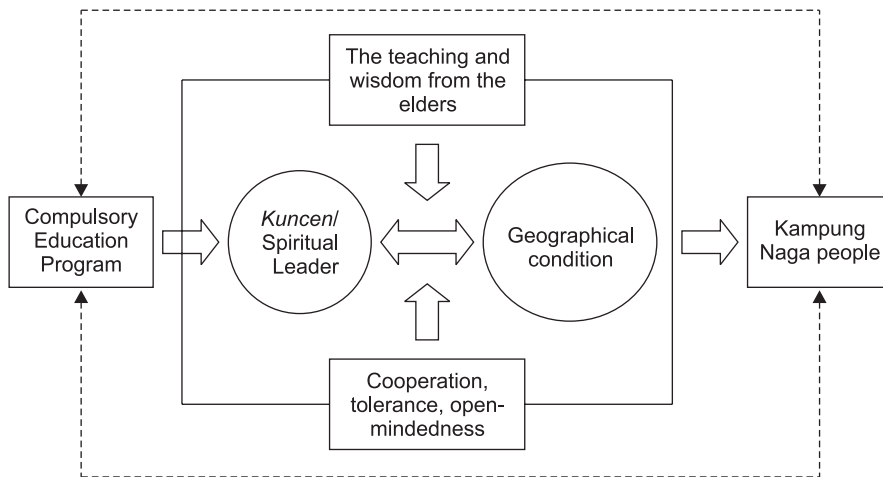 The teaching and
wisdom from the
elders
Compulsory
Education
Program
Kuncen/
Spiritual
Leader
Geographical
condition
Kampung
Naga people
Cooperation,
tolerance, open-
mindedness